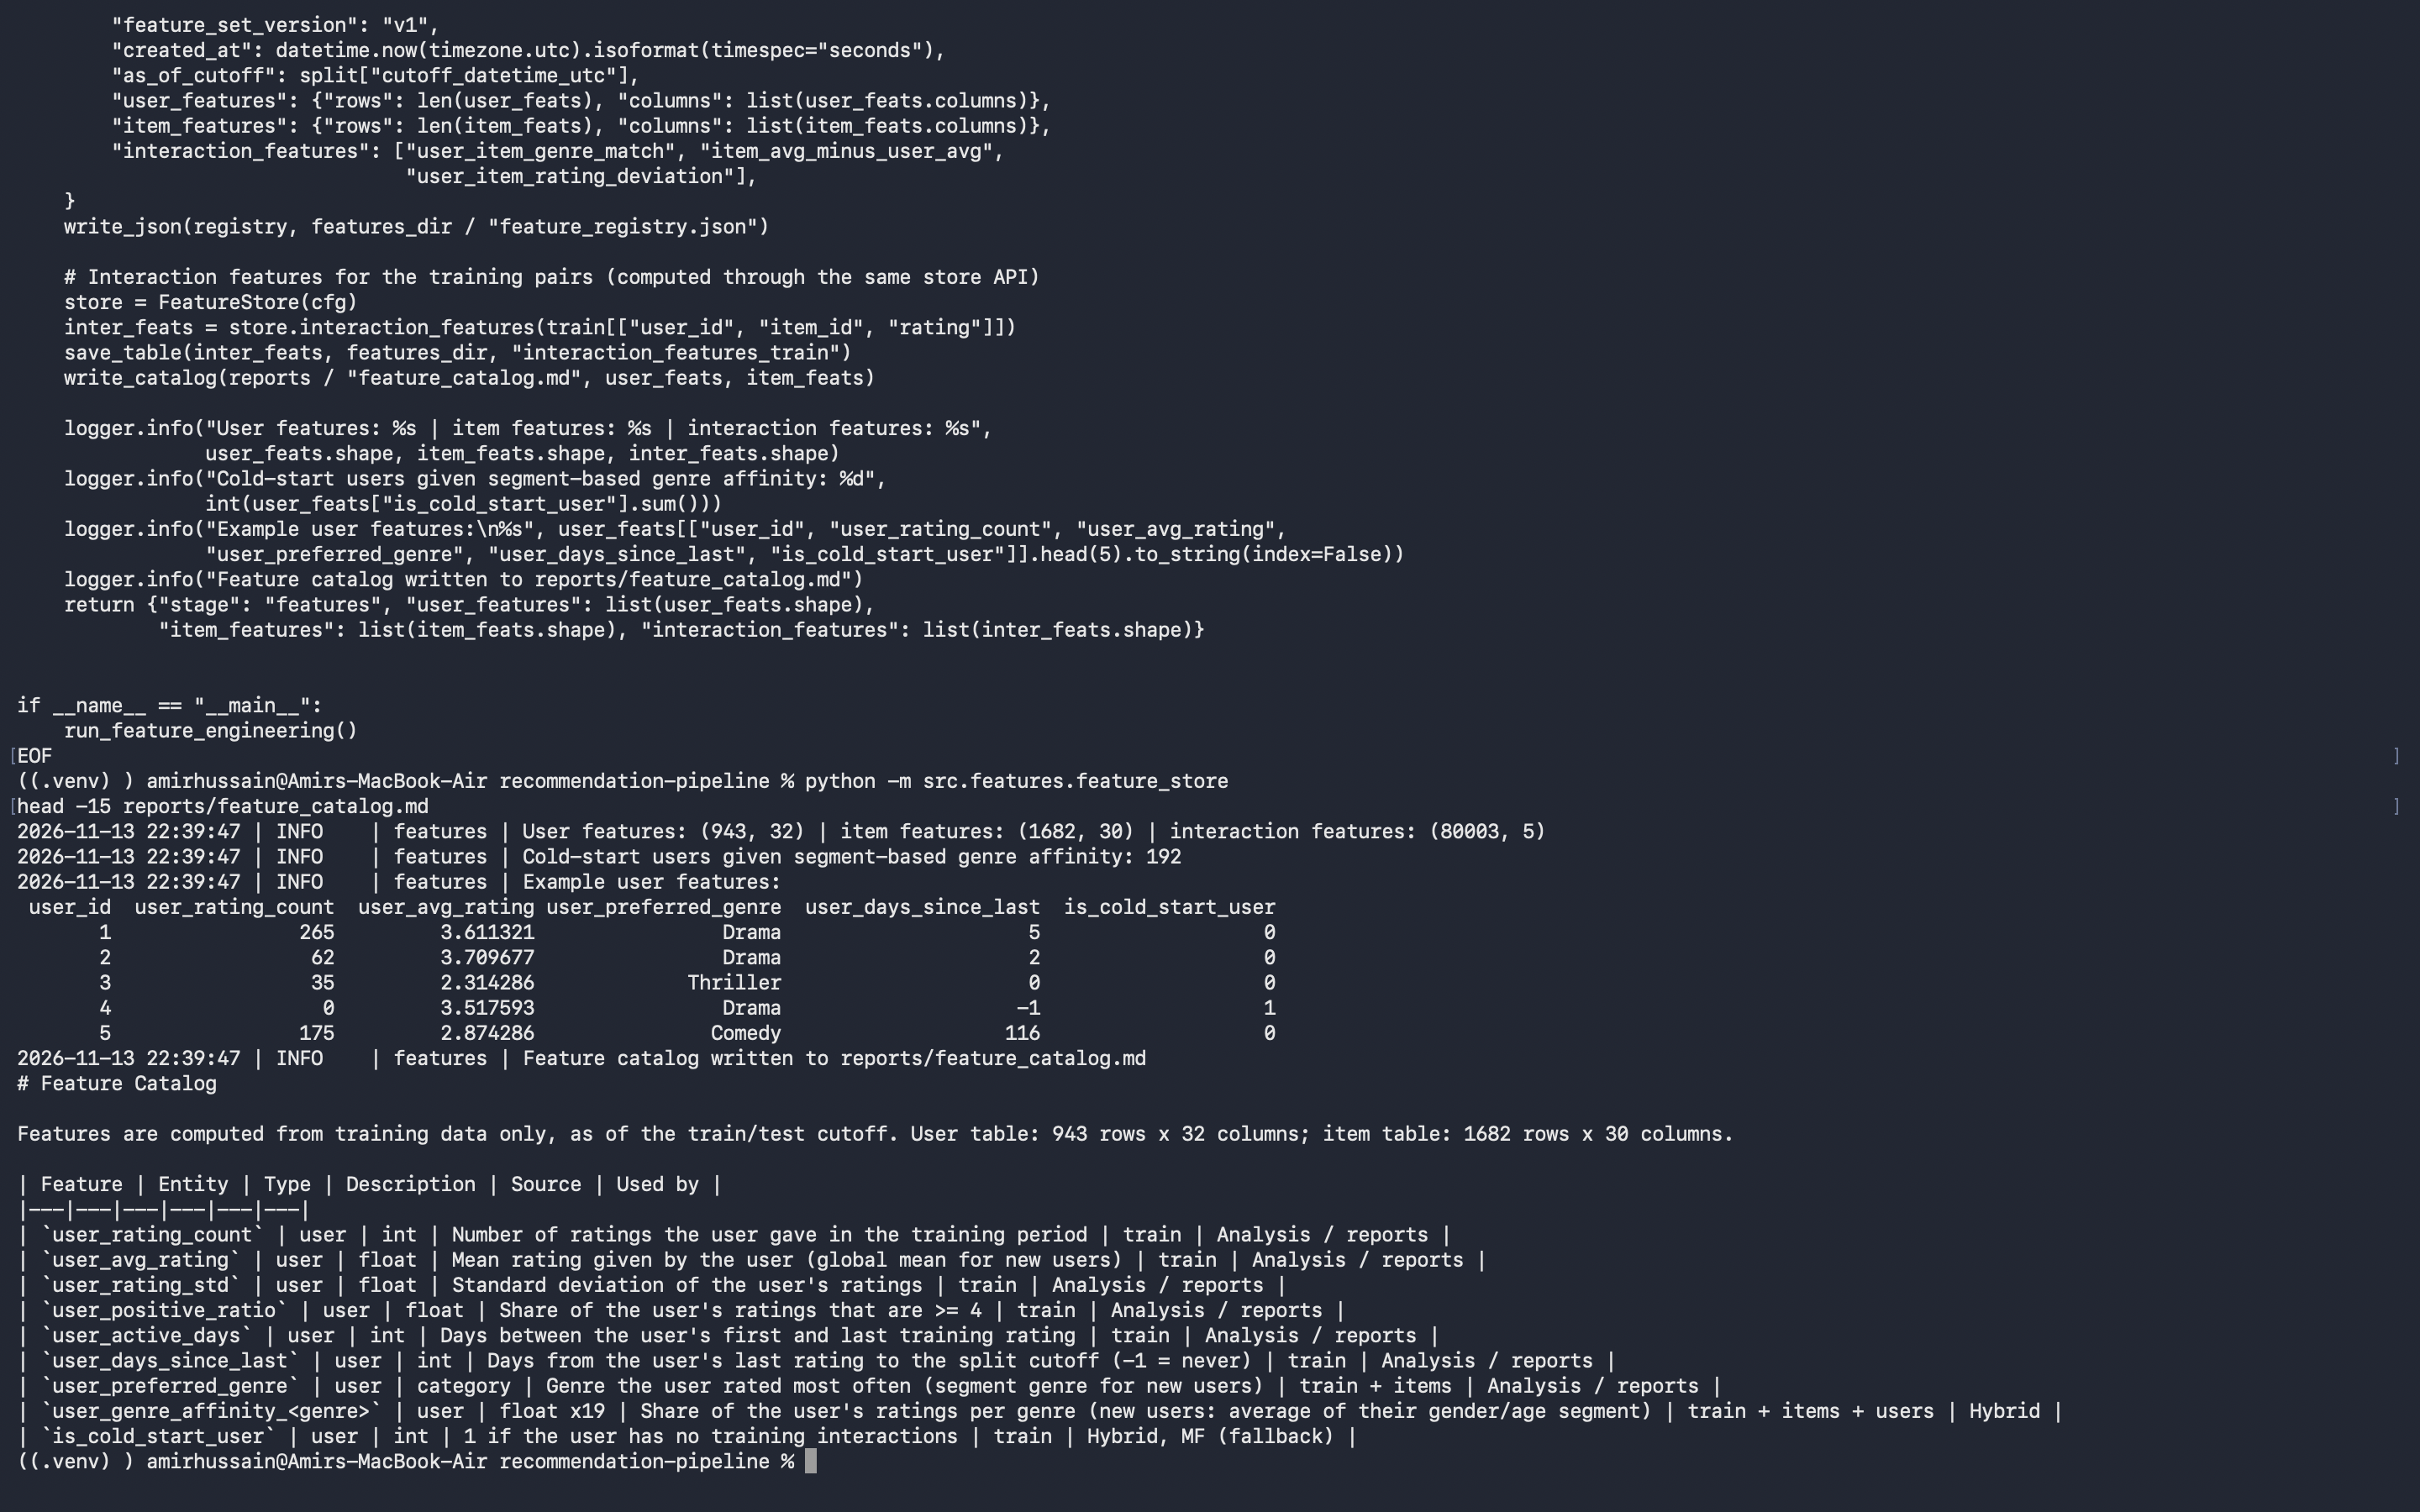 "feature_set_version": "v1",
        "created_at": datetime.now(timezone.utc).isoformat(timespec="seconds"),
        "as_of_cutoff": split["cutoff_datetime_utc"],
        "user_features": {"rows": len(user_feats), "columns": list(user_feats.columns)},
        "item_features": {"rows": len(item_feats), "columns": list(item_feats.columns)},
        "interaction_features": ["user_item_genre_match", "item_avg_minus_user_avg",
                                 "user_item_rating_deviation"],
    }
    write_json(registry, features_dir / "feature_registry.json")

    # Interaction features for the training pairs (computed through the same store API)
    store = FeatureStore(cfg)
    inter_feats = store.interaction_features(train[["user_id", "item_id", "rating"]])
    save_table(inter_feats, features_dir, "interaction_features_train")
    write_catalog(reports / "feature_catalog.md", user_feats, item_feats)

    logger.info("User features: %s | item features: %s | interaction features: %s",
                user_feats.shape, item_feats.shape, inter_feats.shape)
    logger.info("Cold-start users given segment-based genre affinity: %d",
                int(user_feats["is_cold_start_user"].sum()))
    logger.info("Example user features:\n%s", user_feats[["user_id", "user_rating_count", "user_avg_rating",
                "user_preferred_genre", "user_days_since_last", "is_cold_start_user"]].head(5).to_string(index=False))
    logger.info("Feature catalog written to reports/feature_catalog.md")
    return {"stage": "features", "user_features": list(user_feats.shape),
            "item_features": list(item_feats.shape), "interaction_features": list(inter_feats.shape)}


if __name__ == "__main__":
    run_feature_engineering()
[EOF ]
((.venv) ) amirhussain@Amirs-MacBook-Air recommendation-pipeline % python -m src.features.feature_store
[head -15 reports/feature_catalog.md ]
2026-11-13 22:39:47 | INFO    | features | User features: (943, 32) | item features: (1682, 30) | interaction features: (80003, 5)
2026-11-13 22:39:47 | INFO    | features | Cold-start users given segment-based genre affinity: 192
2026-11-13 22:39:47 | INFO    | features | Example user features:
 user_id  user_rating_count  user_avg_rating user_preferred_genre  user_days_since_last  is_cold_start_user
       1                265         3.611321                Drama                     5                   0
       2                 62         3.709677                Drama                     2                   0
       3                 35         2.314286             Thriller                     0                   0
       4                  0         3.517593                Drama                    -1                   1
       5                175         2.874286               Comedy                   116                   0
2026-11-13 22:39:47 | INFO    | features | Feature catalog written to reports/feature_catalog.md
# Feature Catalog

Features are computed from training data only, as of the train/test cutoff. User table: 943 rows x 32 columns; item table: 1682 rows x 30 columns.

| Feature | Entity | Type | Description | Source | Used by |
|---|---|---|---|---|---|
| `user_rating_count` | user | int | Number of ratings the user gave in the training period | train | Analysis / reports |
| `user_avg_rating` | user | float | Mean rating given by the user (global mean for new users) | train | Analysis / reports |
| `user_rating_std` | user | float | Standard deviation of the user's ratings | train | Analysis / reports |
| `user_positive_ratio` | user | float | Share of the user's ratings that are >= 4 | train | Analysis / reports |
| `user_active_days` | user | int | Days between the user's first and last training rating | train | Analysis / reports |
| `user_days_since_last` | user | int | Days from the user's last rating to the split cutoff (-1 = never) | train | Analysis / reports |
| `user_preferred_genre` | user | category | Genre the user rated most often (segment genre for new users) | train + items | Analysis / reports |
| `user_genre_affinity_<genre>` | user | float x19 | Share of the user's ratings per genre (new users: average of their gender/age segment) | train + items + users | Hybrid |
| `is_cold_start_user` | user | int | 1 if the user has no training interactions | train | Hybrid, MF (fallback) |
((.venv) ) amirhussain@Amirs-MacBook-Air recommendation-pipeline %